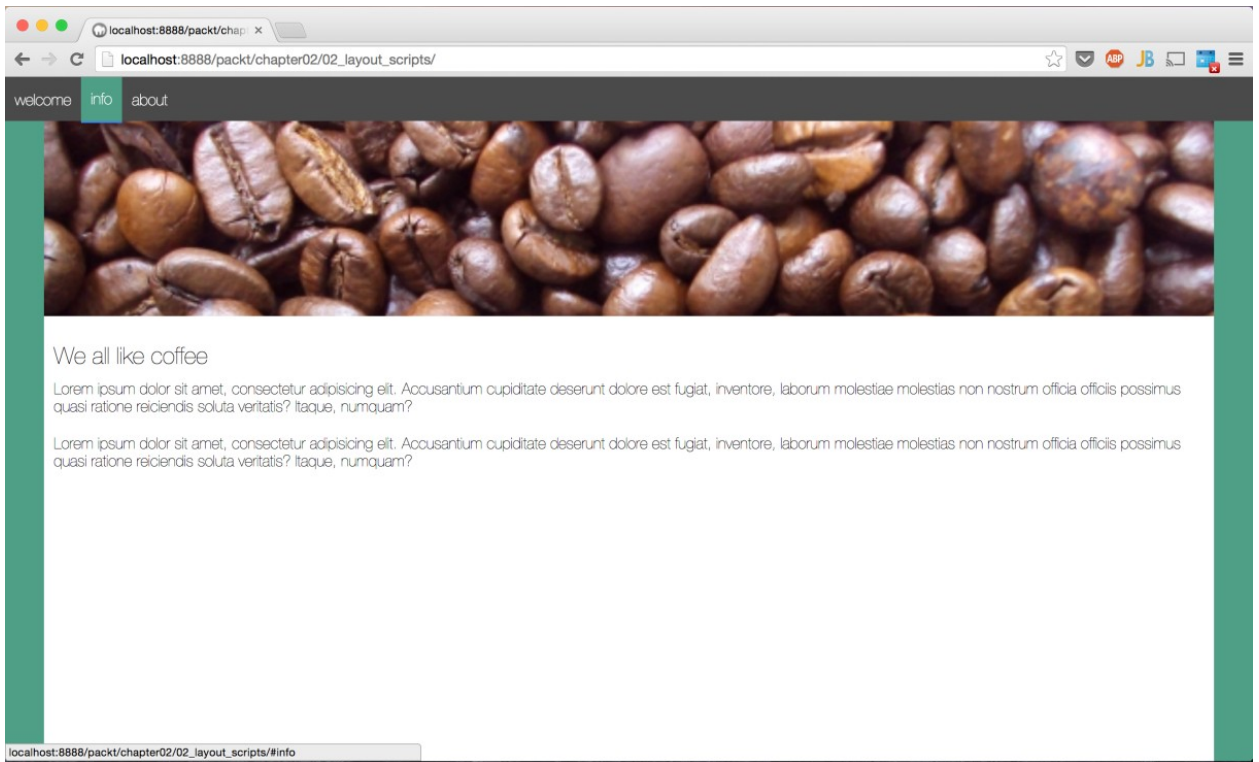 localhost:8888/packt/chap
localhost:8888/packt/chapter02/02_layout_scripts/
ABP JB
welcome info about
We all like coffee
Lorem ipsum dolor sit amet, consectetur adipisicing elit. Accusantium cupiditate deserunt dolore est fugiat, inventore, laborum molestiae molestias non nostrum officia officiis possimus
quasi ratione reiciendis soluta veritatis? Itaque, numquam?
Lorem ipsum dolor sit amet, consectetur adipisicing elit. Accusantium cupiditate deserunt dolore est fugiat, inventore, laborum molestiae molestias non nostrum officia officiis possimus
quasi ratione reiciendis soluta veritatis? Itaque, numquam?
localhost:8888/packt/chapter02/02_layout_scripts/#info